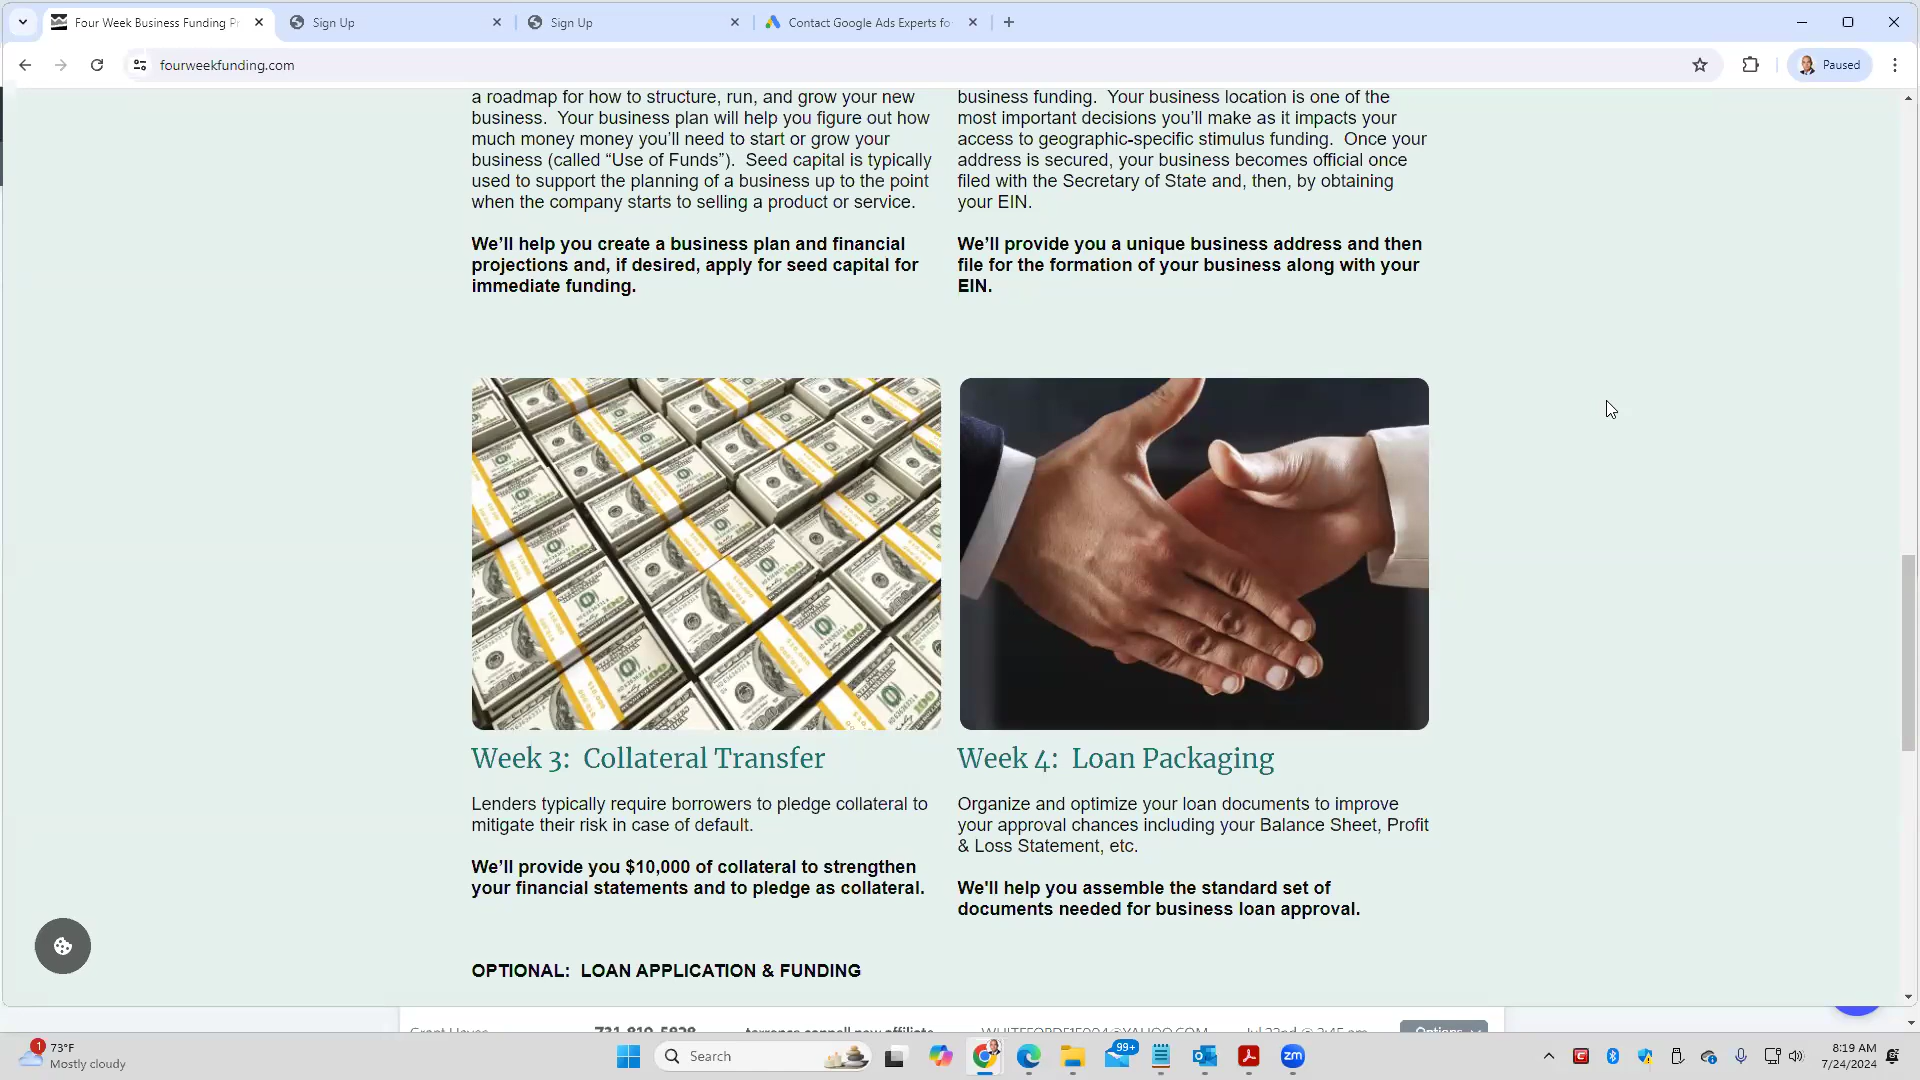 Four Week Business Funding Pr
Sign Up
Sign Up
Contact Google Ads Experts fo
fourweekfunding.com
Paused
a roadmap for how to structure, run, and grow your new
business.  Your business plan will help you figure out how
much money money you’ll need to start or grow your
business (called “Use of Funds”).  Seed capital is typically
used to support the planning of a business up to the point
when the company starts to selling a product or service.
We’ll help you create a business plan and financial
projections and, if desired, apply for seed capital for
immediate funding.
business funding.  Your business location is one of the
most important decisions you’ll make as it impacts your
access to geographic-specific stimulus funding.  Once your
address is secured, your business becomes official once
filed with the Secretary of State and, then, by obtaining
your EIN.
We’ll provide you a unique business address and then
file for the formation of your business along with your
EIN.
Week 3:  Collateral Transfer
Lenders typically require borrowers to pledge collateral to
mitigate their risk in case of default.
We’ll provide you $10,000 of collateral to strengthen
your financial statements and to pledge as collateral.
Week 4:  Loan Packaging
Organize and optimize your loan documents to improve
your approval chances including your Balance Sheet, Profit
& Loss Statement, etc.
We'll help you assemble the standard set of
documents needed for business loan approval.
OPTIONAL:  LOAN APPLICATION & FUNDING
1
73°F
Mostly cloudy
Search
99+
zm
8:19 AM
7/24/2024